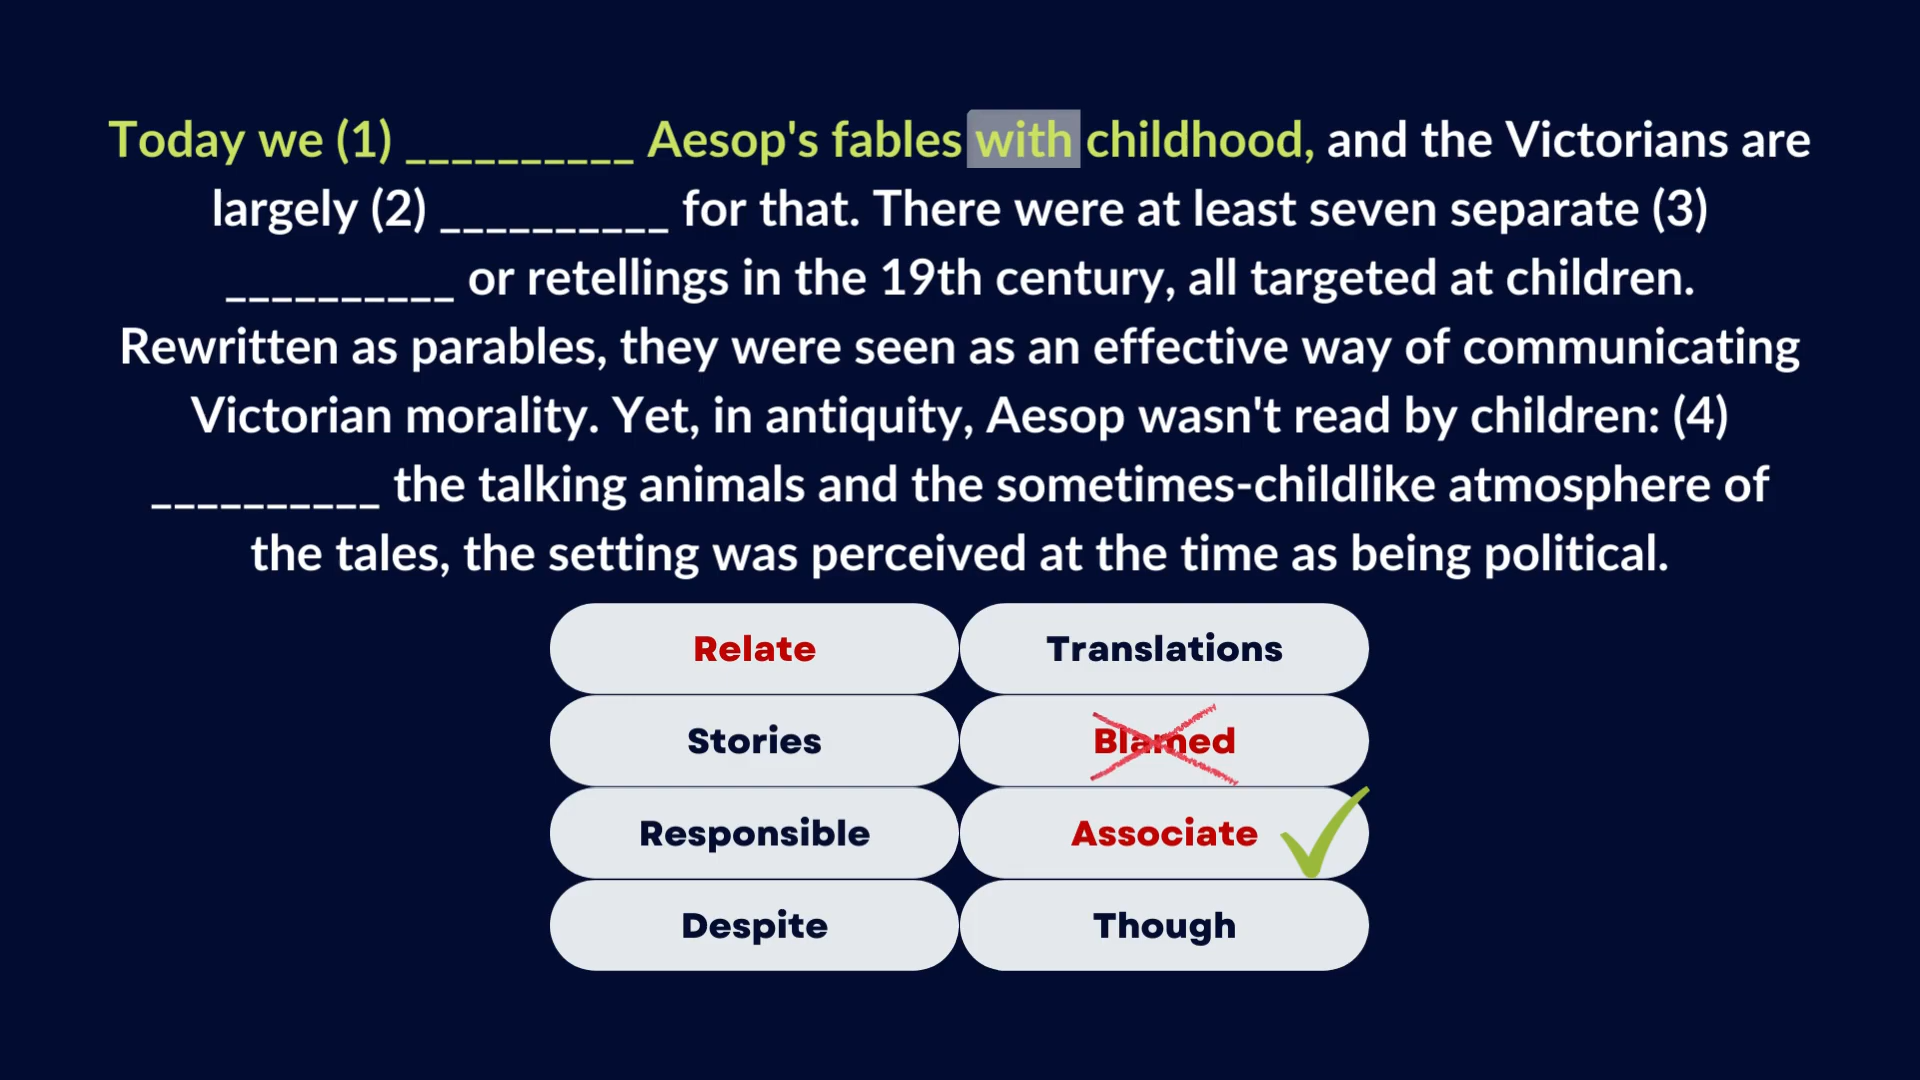 Today we (1) __________ Aesop's fables with childhood, and the Victorians are
largely (2) __________ for that. There were at least seven separate (3)
__________ or retellings in the 19th century, all targeted at children.
Rewritten as parables, they were seen as an effective way of communicating
Victorian morality. Yet, in antiquity, Aesop wasn't read by children: (4)
__________ the talking animals and the sometimes-childlike atmosphere of
the tales, the setting was perceived at the time as being political.
Relate
Translations
Stories
Blamed
Responsible
Associate
Despite
Though